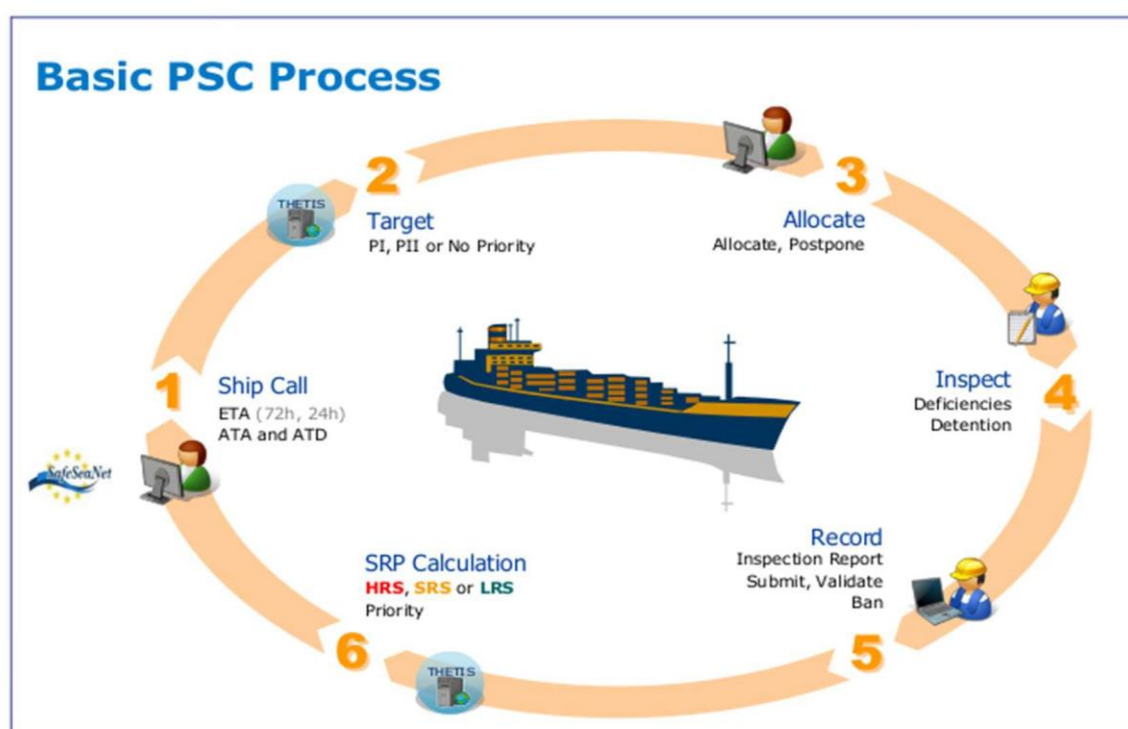 Basic PSC Process
1
Ship Call
ETA (72h, 24h)
ATA and ATD
SafeSeaNet
THETIS
2
Target
PI, PII or No Priority
3
Allocate
Allocate, Postpone
4
Inspect
Deficiencies
Detention
5
Record
Inspection Report
Submit, Validate
Ban
6
SRP Calculation
HRS, SRS or LRS
Priority
THETIS